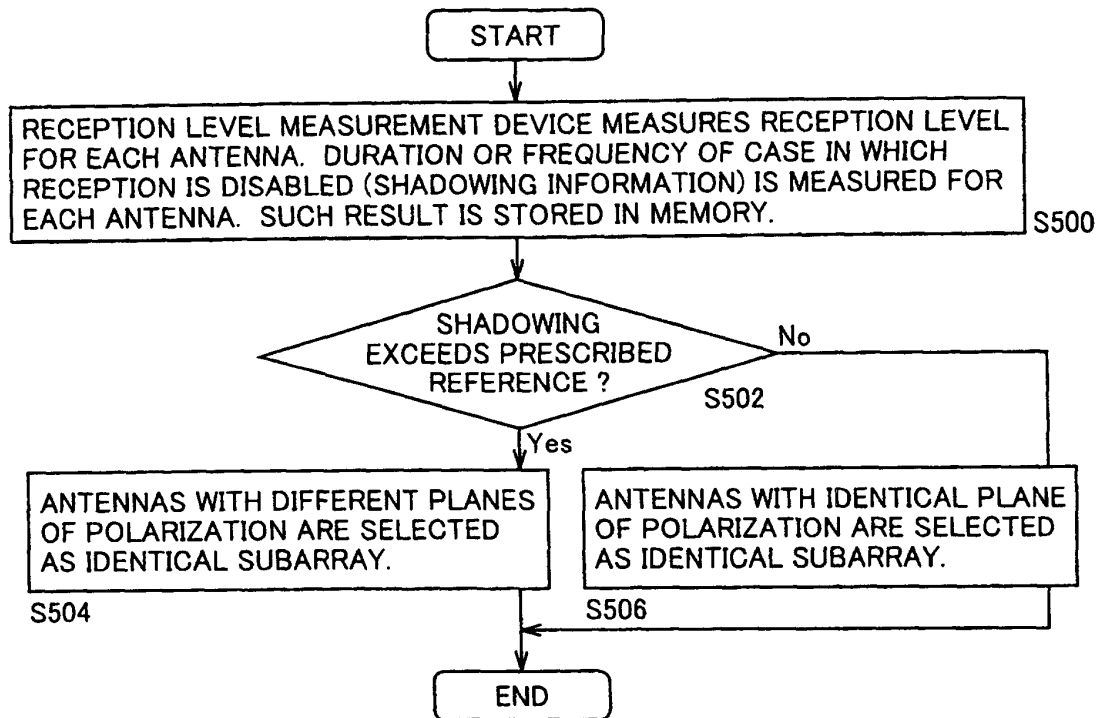 START
RECEPTION LEVEL MEASUREMENT DEVICE MEASURES RECEPTION LEVEL
FOR EACH ANTENNA. DURATION OR FREQUENCY OF CASE IN WHICH
RECEPTION IS DISABLED (SHADOWING INFORMATION) IS MEASURED FOR
EACH ANTENNA. SUCH RESULT IS STORED IN MEMORY.
S500
SHADOWING
EXCEEDS PRESCRIBED
REFERENCE ?
No
S502
Yes
ANTENNAS WITH DIFFERENT PLANES
OF POLARIZATION ARE SELECTED
AS IDENTICAL SUBARRAY.
S504
ANTENNAS WITH IDENTICAL PLANE
OF POLARIZATION ARE SELECTED
AS IDENTICAL SUBARRAY.
S506
END